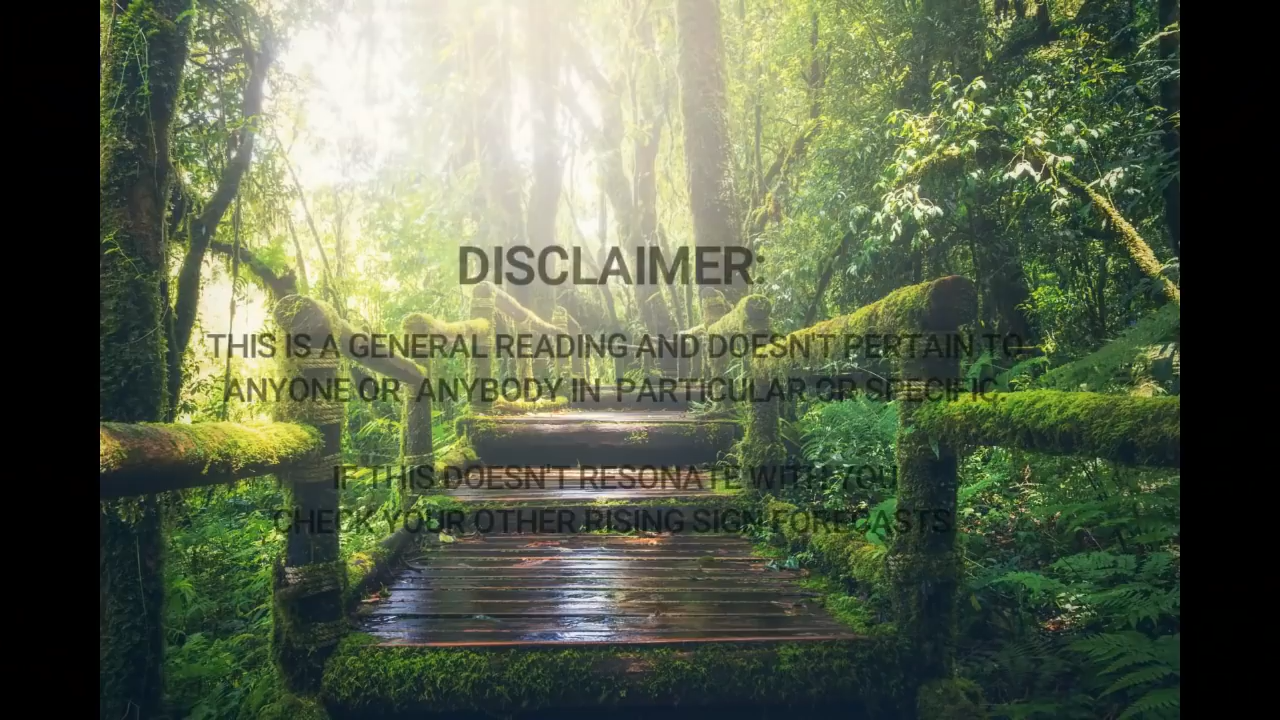 DISCLAIMER:
THIS IS A GENERAL READING AND DOESN'T PERTAIN TO
ANYONE OR ANYBODY IN PARTICULAR OR SPECIFIC.
IF THIS DOESN'T RESONATE WITH YOU
CHECK YOUR OTHER RISING SIGN FORECASTS.